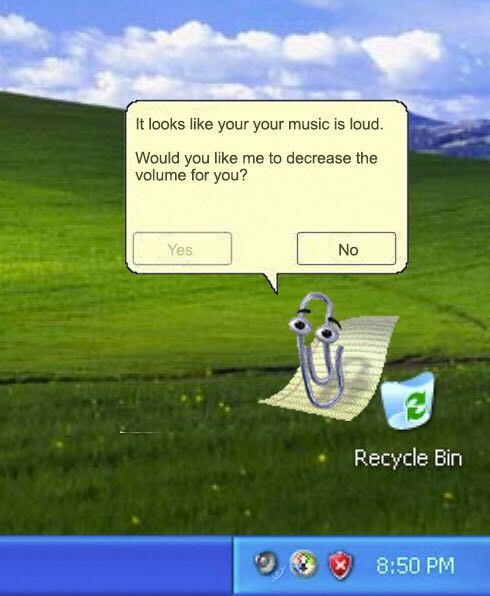 It looks like your your music is loud.
Would you like me to decrease the
volume for you?
Yes
No
Recycle Bin
8:50 PM